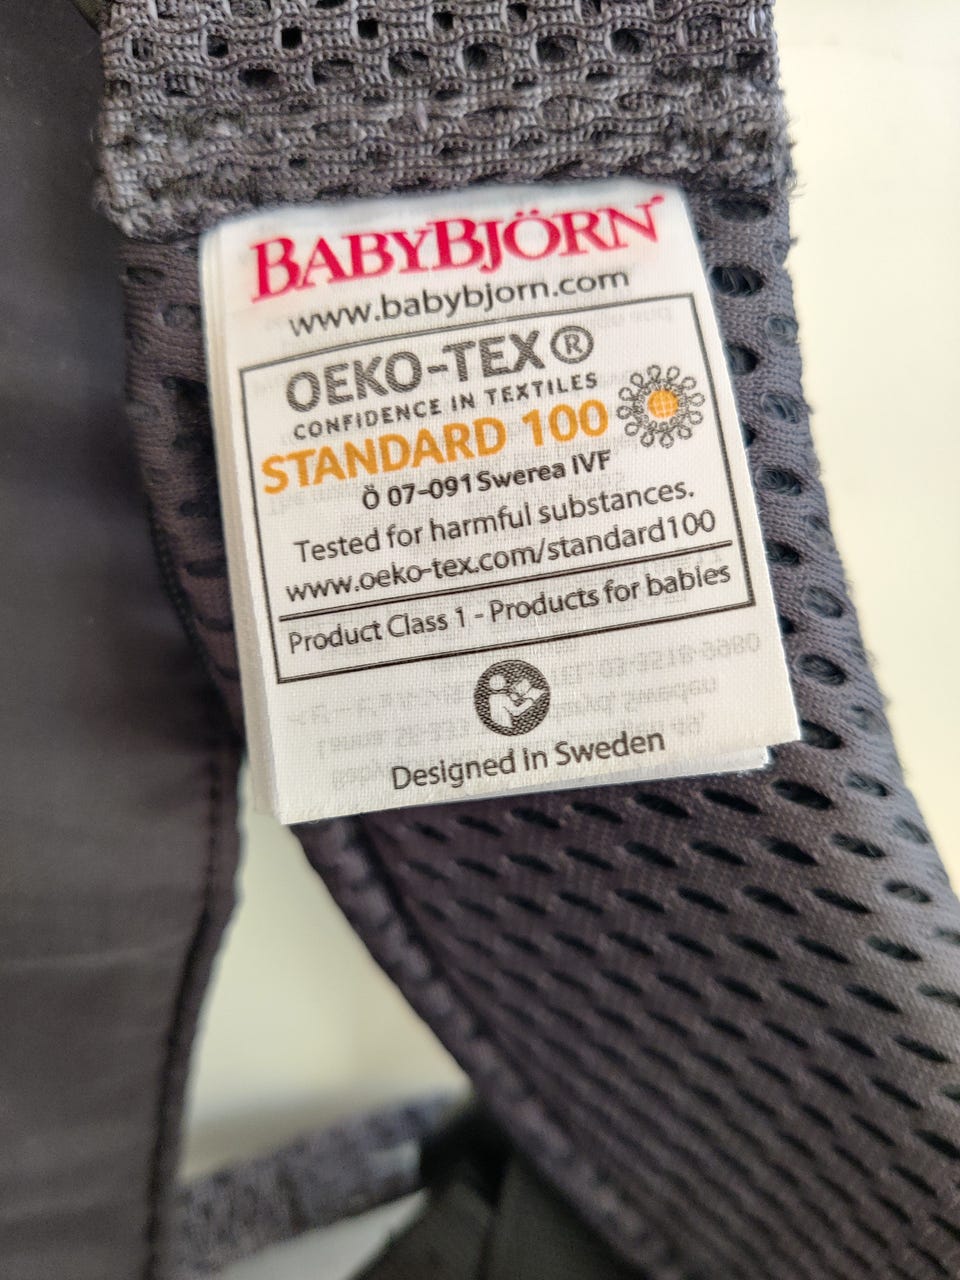 BABYBJÖRN®
www.babybjorn.com
OEKO-TEX®
CONFIDENCE IN TEXTILES
STANDARD 100
Ö 07-091 Swerea IVF
Tested for harmful substances.
www.oeko-tex.com/standard100
Product Class 1 - Products for babies
Designed in Sweden